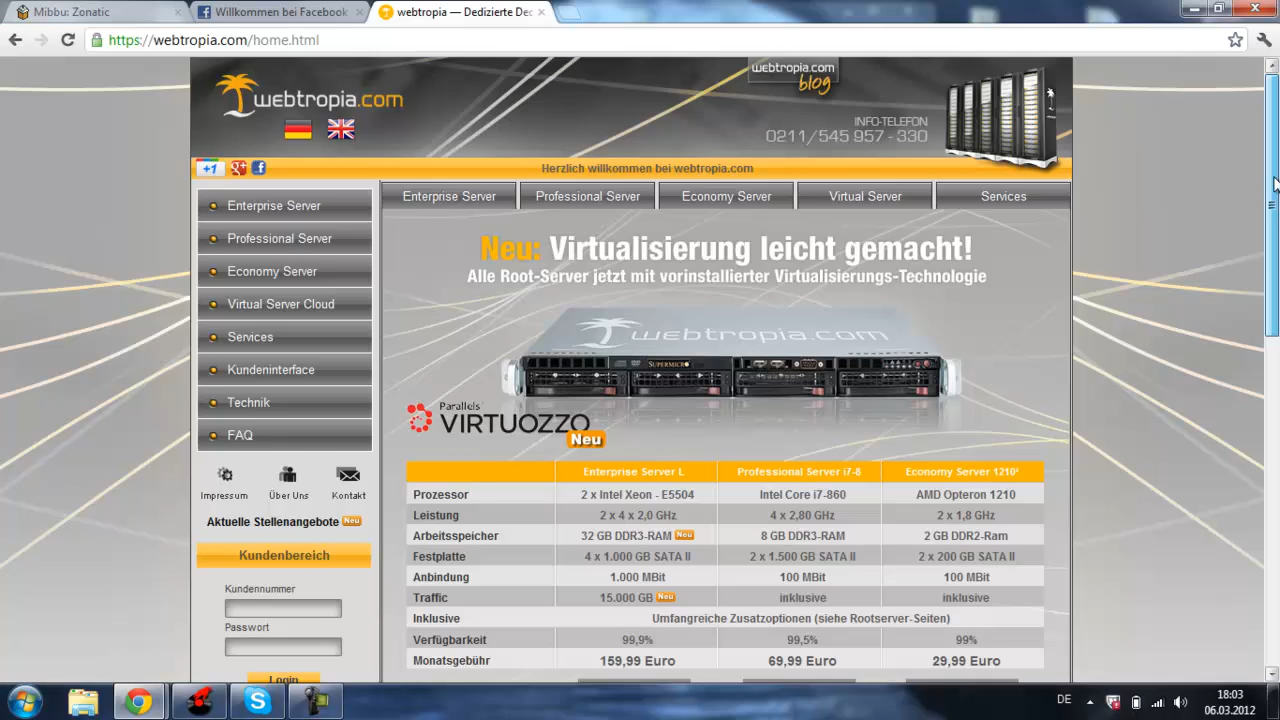 Mibbu: Zonatic
Willkommen bei Facebook
webtropia — Dedizierte Dec
https://webtropia.com/home.html
webtropia.com
webtropia.com
blog
INFO-TELEFON
0211/545 957 - 330
+1
Herzlich willkommen bei webtropia.com
Enterprise Server
Professional Server
Economy Server
Virtual Server
Services
Enterprise Server
Professional Server
Economy Server
Virtual Server Cloud
Services
Kundeninterface
Technik
FAQ
Impressum
Über Uns
Kontakt
Aktuelle Stellenangebote Neu
Kundenbereich
Kundennummer
Passwort
Login
Neu: Virtualisierung leicht gemacht!
Alle Root-Server jetzt mit vorinstallierter Virtualisierungs-Technologie
webtropia.com
SUPERMICRO
Parallels
VIRTUOZZO
Neu
Enterprise Server L Professional Server i7-8 Economy Server 1210²
Prozessor 2 x Intel Xeon - E5504 Intel Core i7-860 AMD Opteron 1210
Leistung 2 x 4 x 2,0 GHz 4 x 2,80 GHz 2 x 1,8 GHz
Arbeitsspeicher 32 GB DDR3-RAM Neu 8 GB DDR3-RAM 2 GB DDR2-Ram
Festplatte 4 x 1.000 GB SATA II 2 x 1.500 GB SATA II 2 x 200 GB SATA II
Anbindung 1.000 MBit 100 MBit 100 MBit
Traffic 15.000 GB Neu inklusive inklusive
Inklusive Umfangreiche Zusatzoptionen (siehe Rootserver-Seiten)
Verfügbarkeit 99,9% 99,5% 99%
Monatsgebühr 159,99 Euro 69,99 Euro 29,99 Euro
DE
18:03
06.03.2012